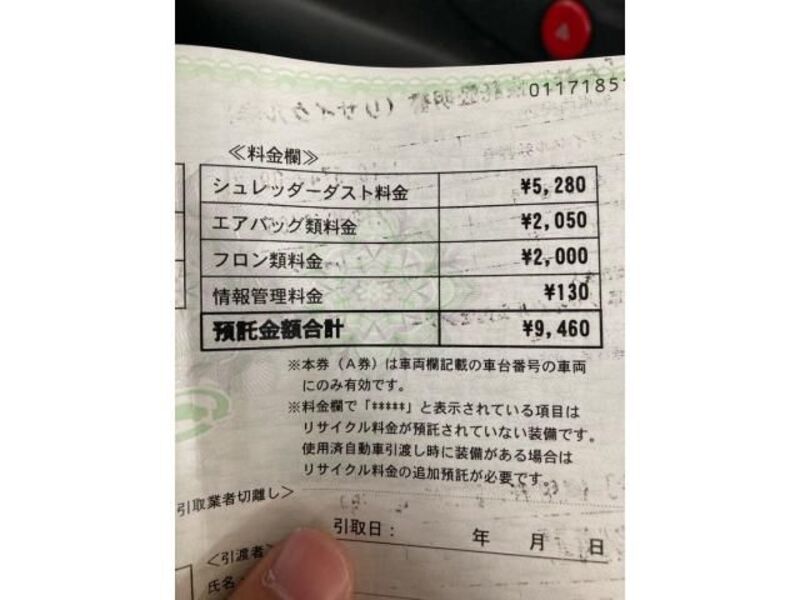 01171851
≪料金欄≫
シュレッダーダスト料金 ¥5,280
エアバッグ類料金 ¥2,050
フロン類料金 ¥2,000
情報管理料金 ¥130
預託金額合計 ¥9,460
※本券（A券）は車両欄記載の車台番号の車両
にのみ有効です。
※料金欄で「*****」と表示されている項目は
リサイクル料金が預託されていない装備です。
使用済自動車引渡し時に装備がある場合は
リサイクル料金の追加預託が必要です。
引取業者切離し＞
引取日： 年 月 日
＜引渡者
氏名